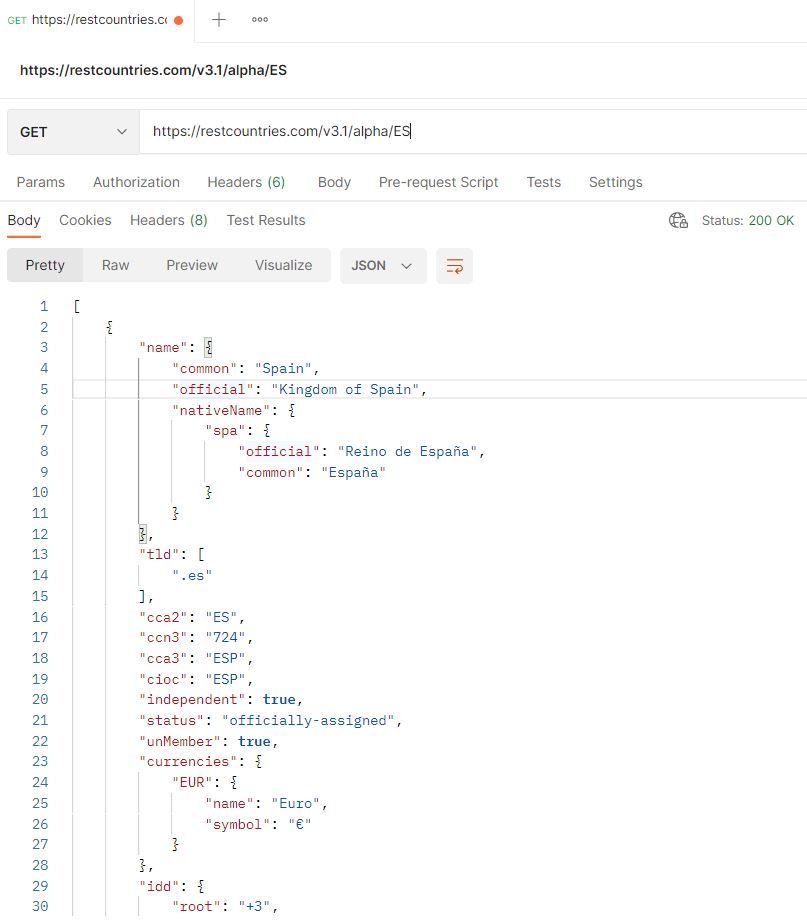 GET https://restcountries.co
https://restcountries.com/v3.1/alpha/ES
GET https://restcountries.com/v3.1/alpha/ES
Params Authorization Headers (6) Body Pre-request Script Tests Settings
Body Cookies Headers (8) Test Results Status: 200 OK
Pretty Raw Preview Visualize JSON
1 [
2 {
3 "name": {
4 "common": "Spain",
5 "official": "Kingdom of Spain",
6 "nativeName": {
7 "spa": {
8 "official": "Reino de España",
9 "common": "España"
10 }
11 }
12 },
13 "tld": [
14 ".es"
15 ],
16 "cca2": "ES",
17 "ccn3": "724",
18 "cca3": "ESP",
19 "cioc": "ESP",
20 "independent": true,
21 "status": "officially-assigned",
22 "unMember": true,
23 "currencies": {
24 "EUR": {
25 "name": "Euro",
26 "symbol": "€"
27 }
28 },
29 "idd": {
30 "root": "+3",